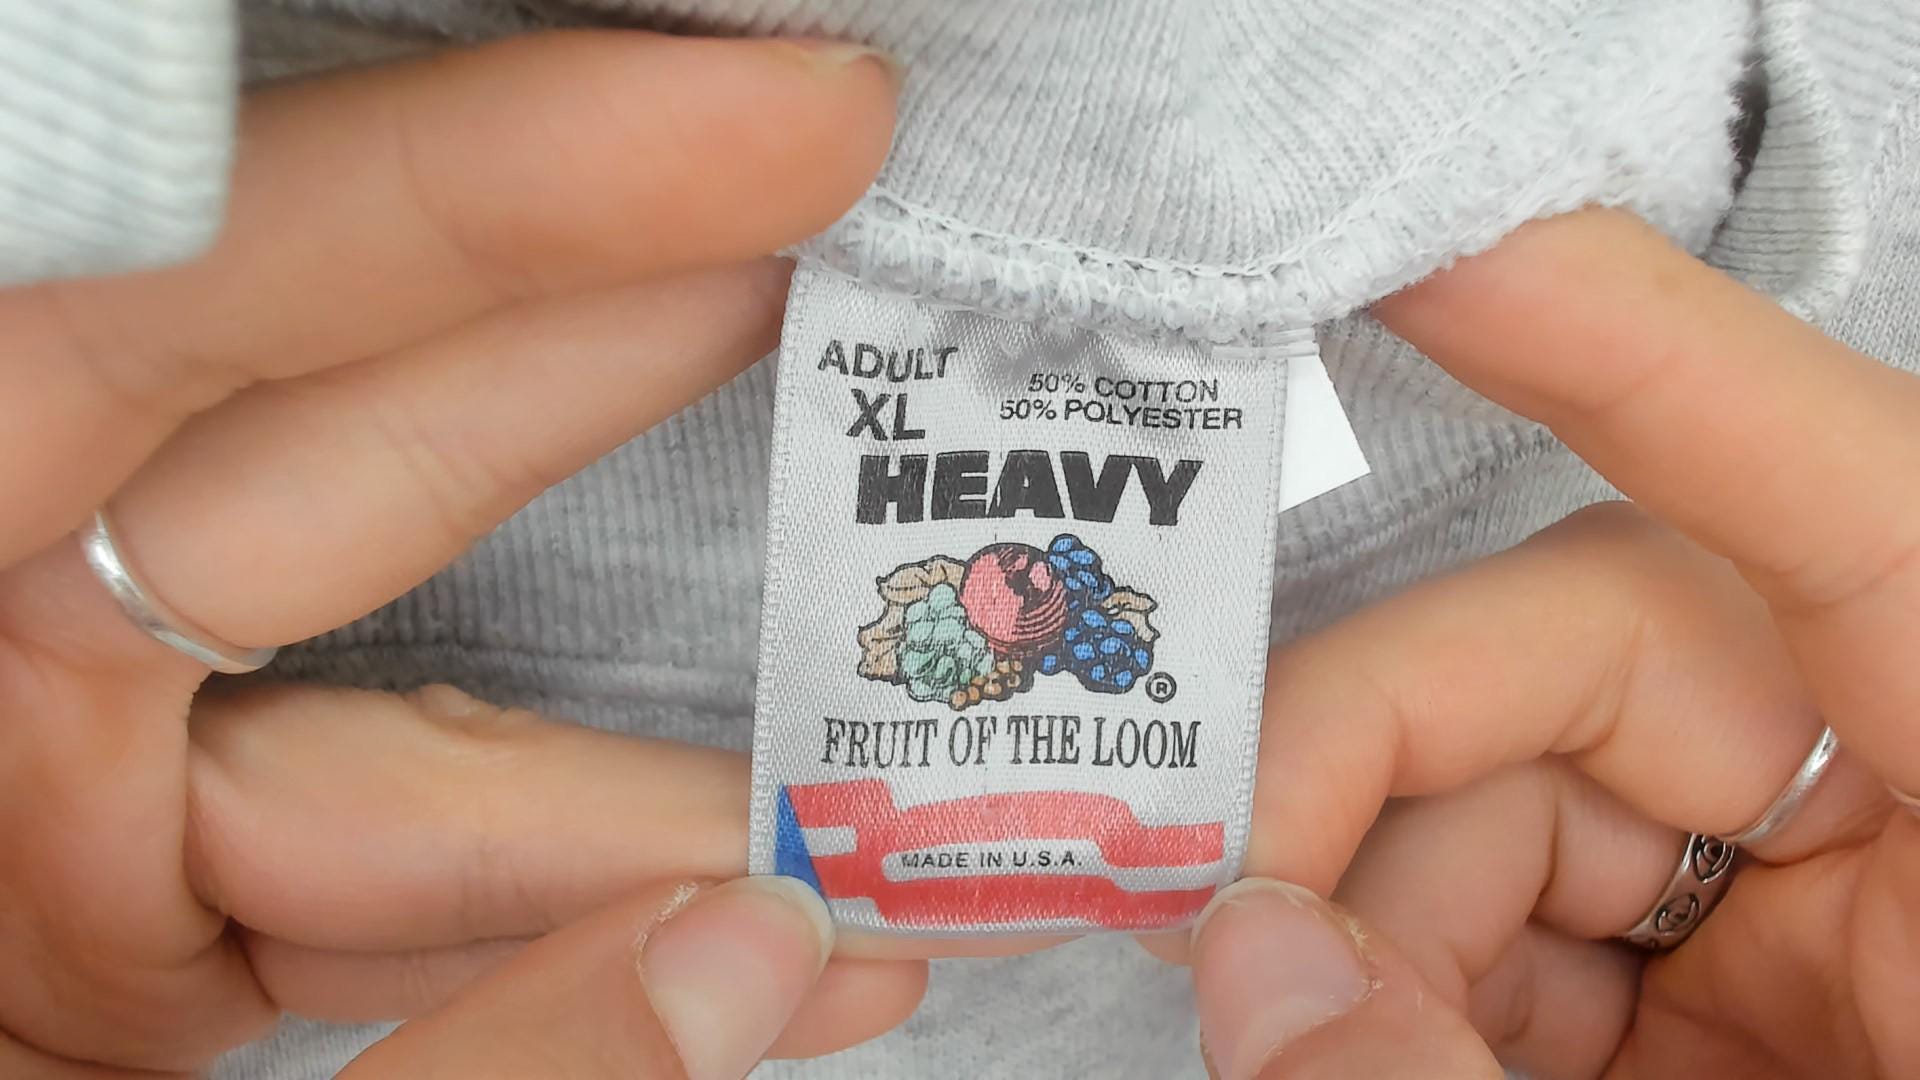 ADULT
XL
50% COTTON
50% POLYESTER
HEAVY
®
FRUIT OF THE LOOM
MADE IN U.S.A.